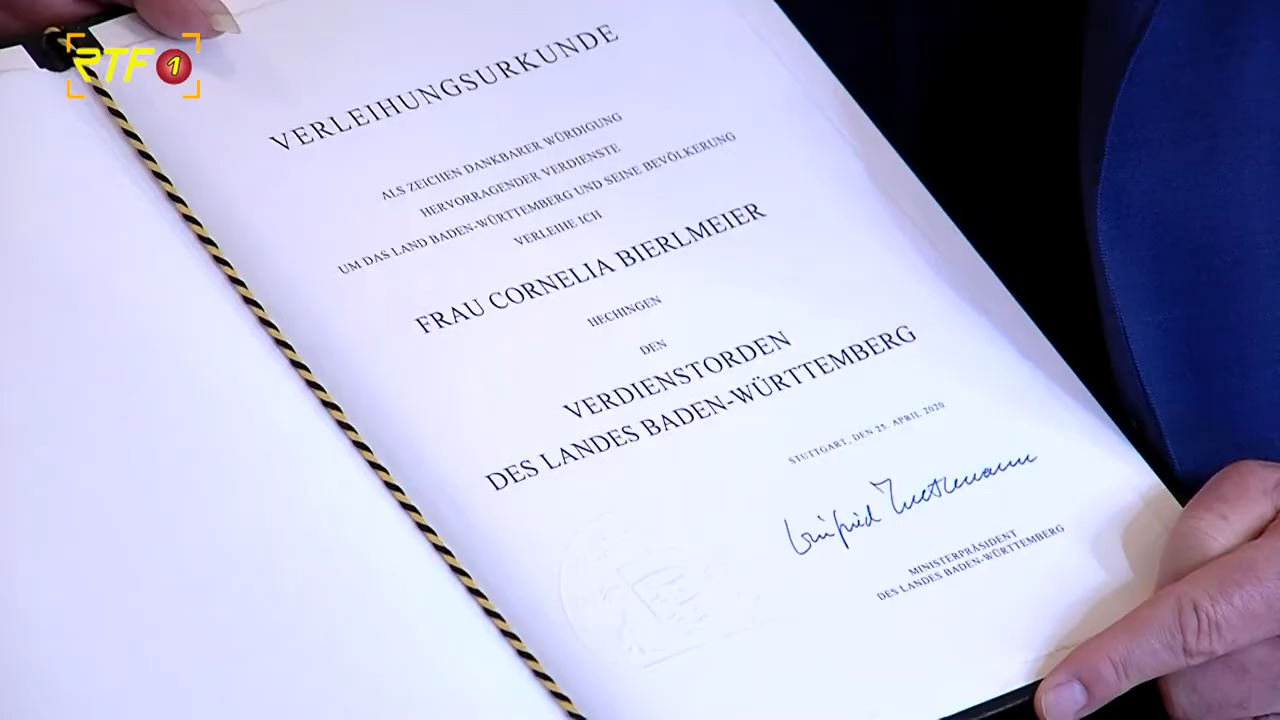 RTF 1
VERLEIHUNGSURKUNDE
ALS ZEICHEN DANKBARER WÜRDIGUNG
HERVORRAGENDER VERDIENSTE
UM DAS LAND BADEN-WÜRTTEMBERG UND SEINE BEVÖLKERUNG
VERLEIHE ICH
FRAU CORNELIA BIERLMEIER
HECHINGEN
DEN
VERDIENSTORDEN
DES LANDES BADEN-WÜRTTEMBERG
STUTTGART, DEN 25. APRIL 2020
Winfried Kretschmann
MINISTERPRÄSIDENT
DES LANDES BADEN-WÜRTTEMBERG